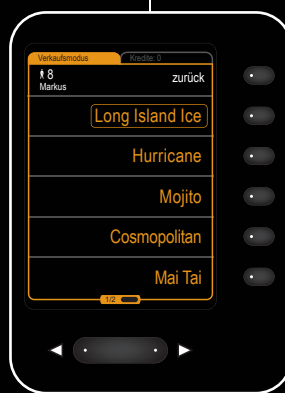 Verkaufsmodus Kredite: 0
8 zurück
Markus
Long Island Ice
Hurricane
Mojito
Cosmopolitan
Mai Tai
1/2